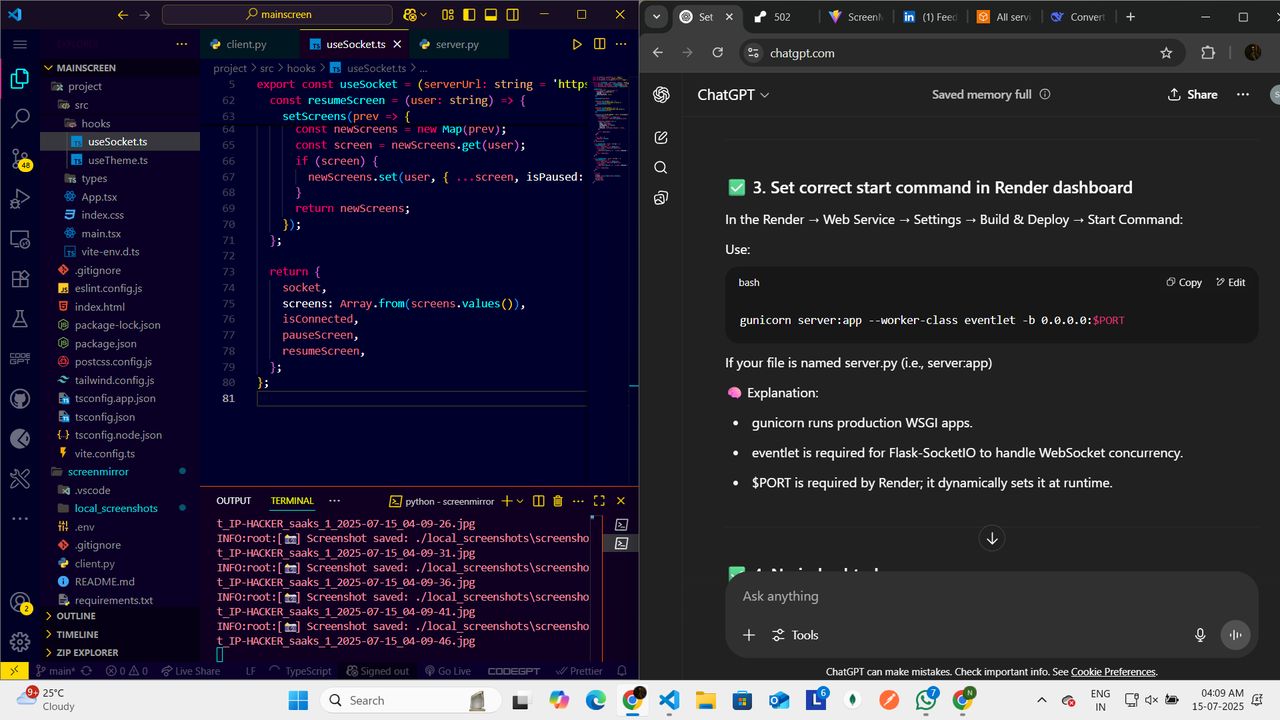 mainscreen
EXPLORER
MAINSCREEN
project
src
hooks
useSocket.ts
useTheme.ts
types
App.tsx
index.css
main.tsx
vite-env.d.ts
.gitignore
eslint.config.js
index.html
package-lock.json
package.json
postcss.config.js
tailwind.config.js
tsconfig.app.json
tsconfig.json
tsconfig.node.json
vite.config.ts
screenmirror
.vscode
local_screenshots
.env
.gitignore
client.py
README.md
requirements.txt
OUTLINE
TIMELINE
ZIP EXPLORER
48
CODE
GPT
2
client.py
useSocket.ts
server.py
project > src > hooks > useSocket.ts > ...
5 export const useSocket = (serverUrl: string = 'https
62 const resumeScreen = (user: string) => {
63 setScreens(prev => {
64 const newScreens = new Map(prev);
65 const screen = newScreens.get(user);
66 if (screen) {
67 newScreens.set(user, { ...screen, isPaused:
68 }
69 return newScreens;
70 });
71 };
72
73 return {
74 socket,
75 screens: Array.from(screens.values()),
76 isConnected,
77 pauseScreen,
78 resumeScreen,
79 };
80 };
81
OUTPUT TERMINAL ... python - screenmirror
t_IP-HACKER_saaks_1_2025-07-15_04-09-26.jpg
INFO:root:[📸] Screenshot saved: ./local_screenshots\screensho
t_IP-HACKER_saaks_1_2025-07-15_04-09-31.jpg
INFO:root:[📸] Screenshot saved: ./local_screenshots\screensho
t_IP-HACKER_saaks_1_2025-07-15_04-09-36.jpg
INFO:root:[📸] Screenshot saved: ./local_screenshots\screensho
t_IP-HACKER_saaks_1_2025-07-15_04-09-41.jpg
INFO:root:[📸] Screenshot saved: ./local_screenshots\screensho
t_IP-HACKER_saaks_1_2025-07-15_04-09-46.jpg
main* 0 0 Live Share LF TypeScript Signed out Go Live CODEGPT Prettier
Set 502 ScreenM (1) Feed All servi Convert
chatgpt.com
ChatGPT Saved memory full Share
✅ 3. Set correct start command in Render dashboard
In the Render → Web Service → Settings → Build & Deploy → Start Command:
Use:
bash Copy Edit
gunicorn server:app --worker-class eventlet -b 0.0.0.0:$PORT
If your file is named server.py (i.e., server:app)
🧠 Explanation:
• gunicorn runs production WSGI apps.
• eventlet is required for Flask-SocketIO to handle WebSocket concurrency.
• $PORT is required by Render; it dynamically sets it at runtime.
Ask anything
Tools
ChatGPT can make mistakes. Check important info. See Cookie Preferences.
9+
25°C
Cloudy
Search
6
7
N
ENG
IN
04:09 AM
15-07-2025